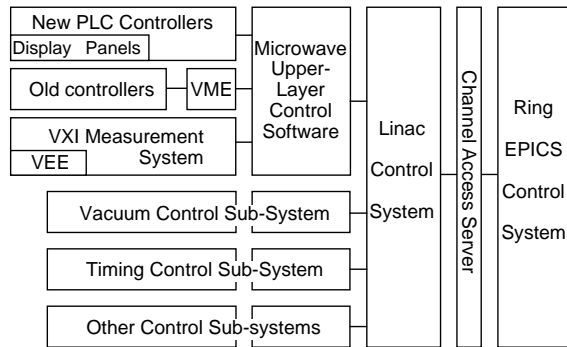 New PLC Controllers
Display Panels
Old controllers
VME
VXI Measurement
System
VEE
Microwave
Upper-
Layer
Control
Software
Vacuum Control Sub-System
Timing Control Sub-System
Other Control Sub-systems
Linac
Control
System
Channel Access Server
Ring
EPICS
Control
System